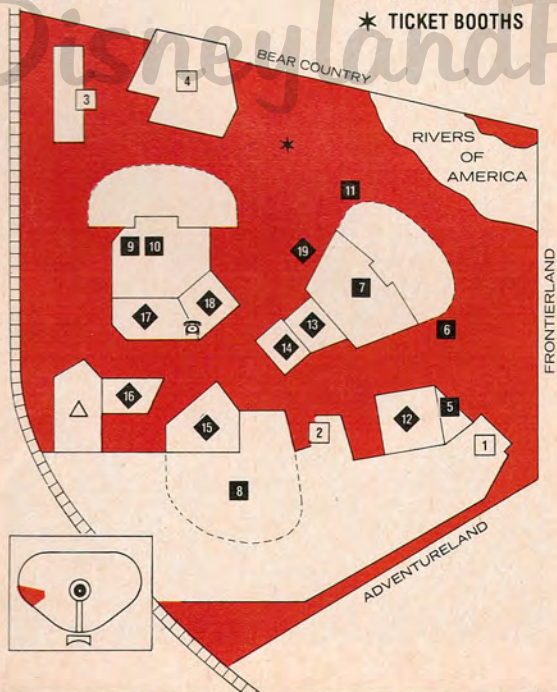 DisneylandP
✶ TICKET BOOTHS
BEAR COUNTRY
3
4
RIVERS
OF
AMERICA
11
9 10
19
7
FRONTIERLAND
18
17
13
6
14
16
5
12
2
15
1
8
ADVENTURELAND